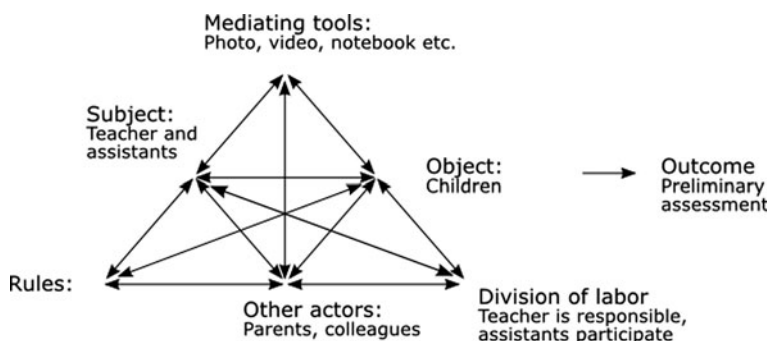 Mediating tools:
Photo, video, notebook etc.
Subject:
Teacher and
assistants
Object:
Children
Outcome
Preliminary
assessment
Rules:
Other actors:
Parents, colleagues
Division of labor
Teacher is responsible,
assistants participate